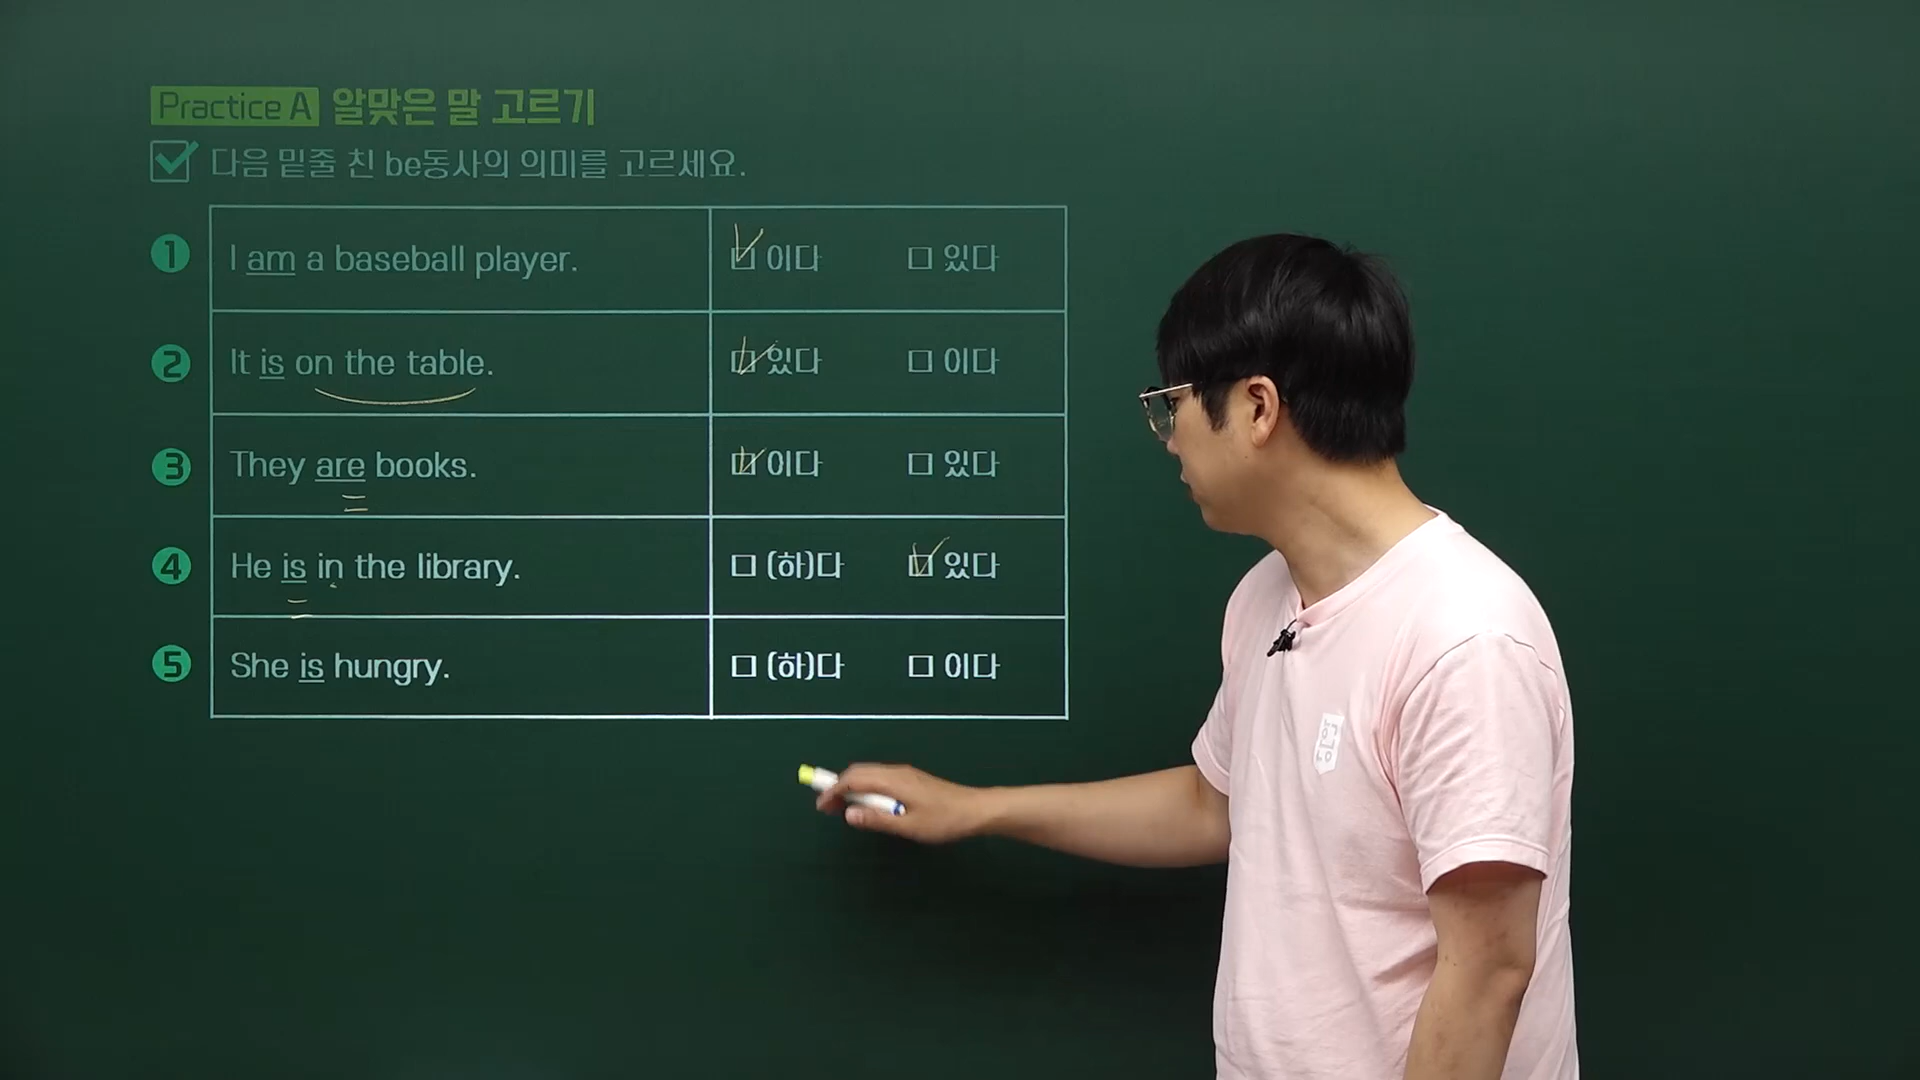 Practice A 알맞은 말 고르기
다음 밑줄 친 be동사의 의미를 고르세요.
1 I am a baseball player. 이다 있다
2 It is on the table. 있다 이다
3 They are books. 이다 있다
4 He is in the library. (하)다 있다
5 She is hungry. (하)다 이다